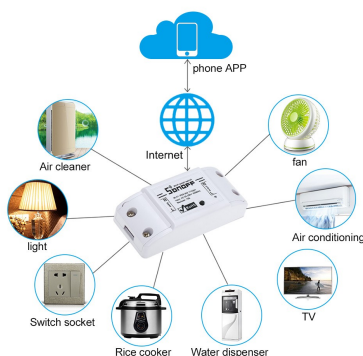 phone APP
Internet
Air cleaner
fan
SONOFF
light
Air conditioning
Switch socket
TV
Rice cooker
Water dispenser